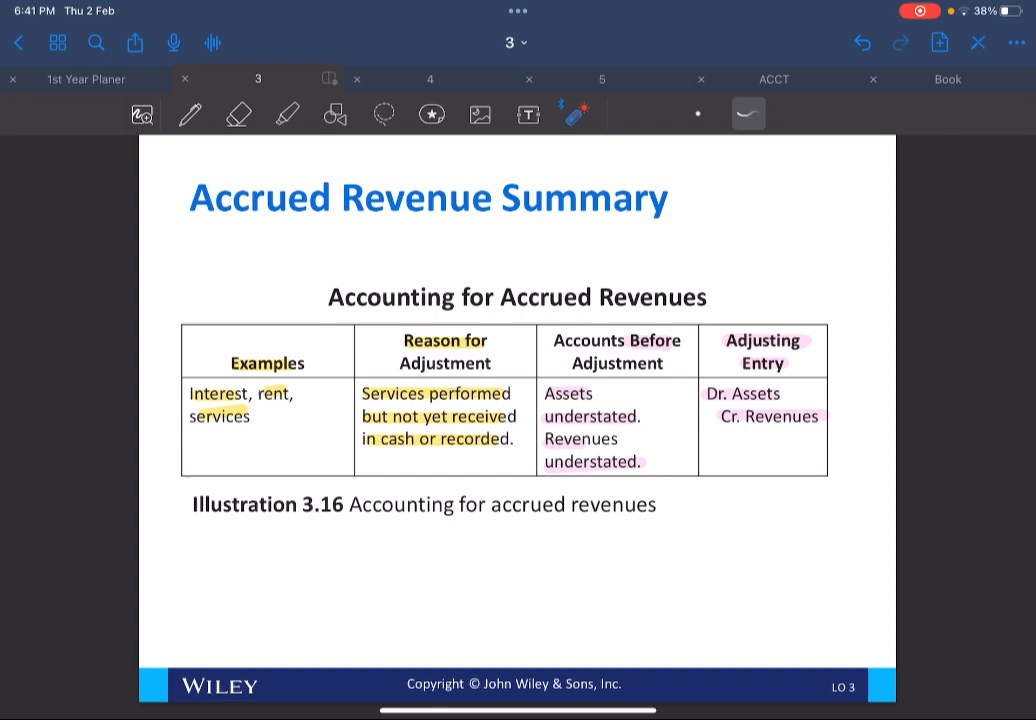 6:41 PM Thu 2 Feb
38%
3
1st Year Planer
3
4
5
ACCT
Book
T
Accrued Revenue Summary
Accounting for Accrued Revenues
Examples
Reason for
Adjustment
Accounts Before
Adjustment
Adjusting
Entry
Interest, rent,
services
Services performed
but not yet received
in cash or recorded.
Assets
understated.
Revenues
understated.
Dr. Assets
Cr. Revenues
Illustration 3.16 Accounting for accrued revenues
WILEY
Copyright © John Wiley & Sons, Inc.
LO 3